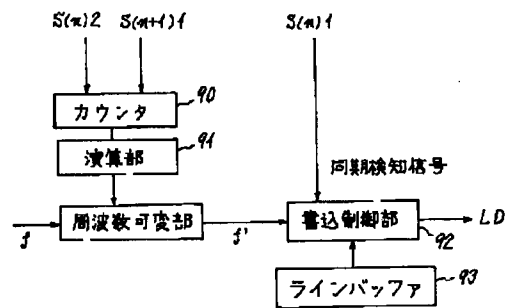 S(n)2 S(n+1)1 S(n)1
カウンタ 90
演算部 91
同期検知信号
f 周波数可変部 f' 書込制御部 LD
92
ラインバッファ 93